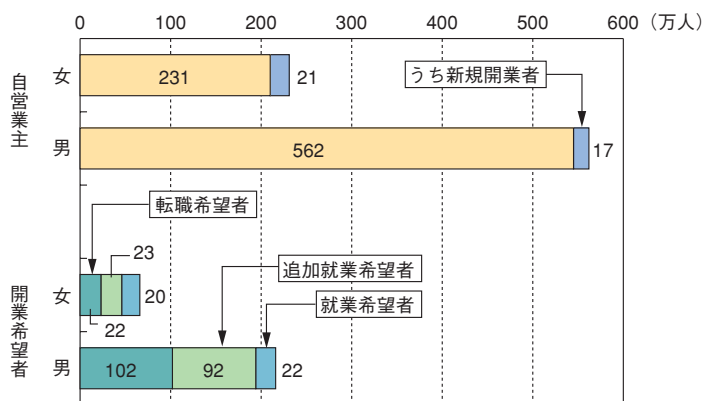 0 100 200 300 400 500 600 (万人)
自営業主
女
231
21
うち新規開業者
男
562
17
転職希望者
開業希望者
女
23
22
20
追加就業希望者
就業希望者
男
102
92
22